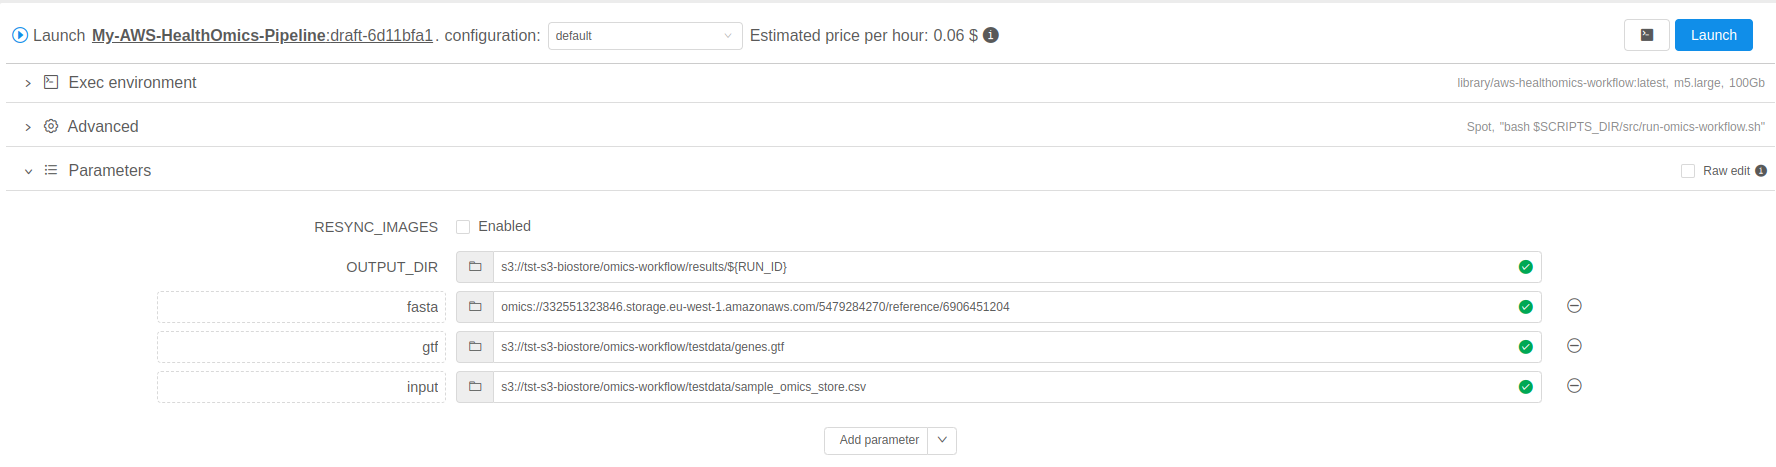 Launch My-AWS-HealthOmics-Pipeline:draft-6d11bfa1. configuration: default Estimated price per hour: 0.06 $ Launch
Exec environment library/aws-healthomics-workflow:latest, m5.large, 100Gb
Advanced Spot, "bash $SCRIPTS_DIR/src/run-omics-workflow.sh"
Parameters Raw edit
RESYNC_IMAGES Enabled
OUTPUT_DIR s3://tst-s3-biostore/omics-workflow/results/${RUN_ID}
fasta omics://332551323846.storage.eu-west-1.amazonaws.com/5479284270/reference/6906451204
gtf s3://tst-s3-biostore/omics-workflow/testdata/genes.gtf
input s3://tst-s3-biostore/omics-workflow/testdata/sample_omics_store.csv
Add parameter